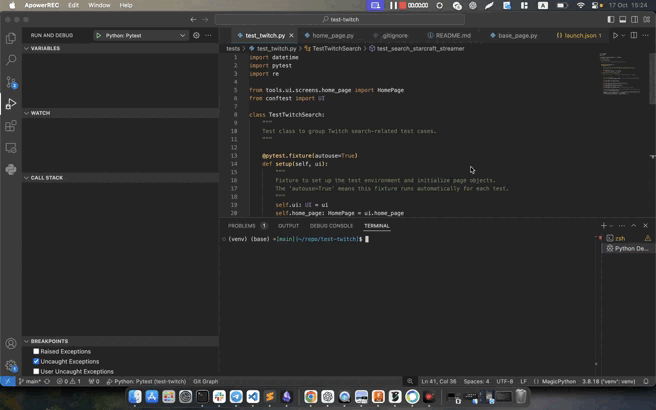 ApowerREC Edit Window Help 00:00:00 A 17 Oct 15:24
test-twitch
RUN AND DEBUG Python: Pytest
test_twitch.py home_page.py .gitignore README.md base_page.py launch.json 1
tests > test_twitch.py > TestTwitchSearch > test_search_starcraft_streamer
VARIABLES
WATCH
CALL STACK
BREAKPOINTS
Raised Exceptions
Uncaught Exceptions
User Uncaught Exceptions
1 import datetime
2 import pytest
3 import re
4
5 from tools.ui.screens.home_page import HomePage
6 from conftest import UI
7
8 class TestTwitchSearch:
9 """
10 Test class to group Twitch search-related test cases.
11 """
12
13 @pytest.fixture(autouse=True)
14 def setup(self, ui):
15 """
16 Fixture to set up the test environment and initialize page objects.
17 The 'autouse=True' means this fixture runs automatically for each test.
18 """
19 self.ui: UI = ui
20 self.home_page: HomePage = ui.home_page
PROBLEMS 1 OUTPUT DEBUG CONSOLE TERMINAL
(venv) (base) ➜[main][~/repo/test-twitch]$
zsh
Python De...
main* 0 1 0 Python: Pytest (test-twitch) Git Graph Ln 41, Col 36 Spaces: 4 UTF-8 LF MagicPython 3.8.18 ('venv': venv)